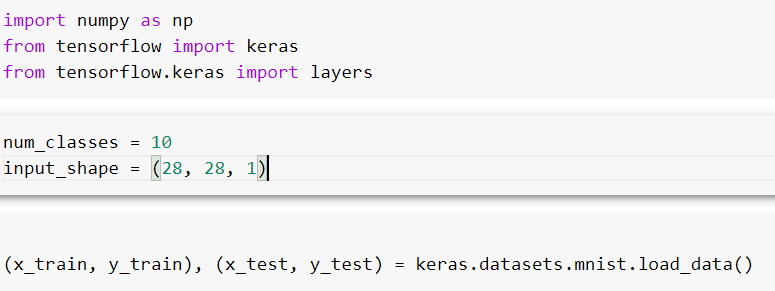 import numpy as np
from tensorflow import keras
from tensorflow.keras import layers
num_classes = 10
input_shape = (28, 28, 1)
(x_train, y_train), (x_test, y_test) = keras.datasets.mnist.load_data()